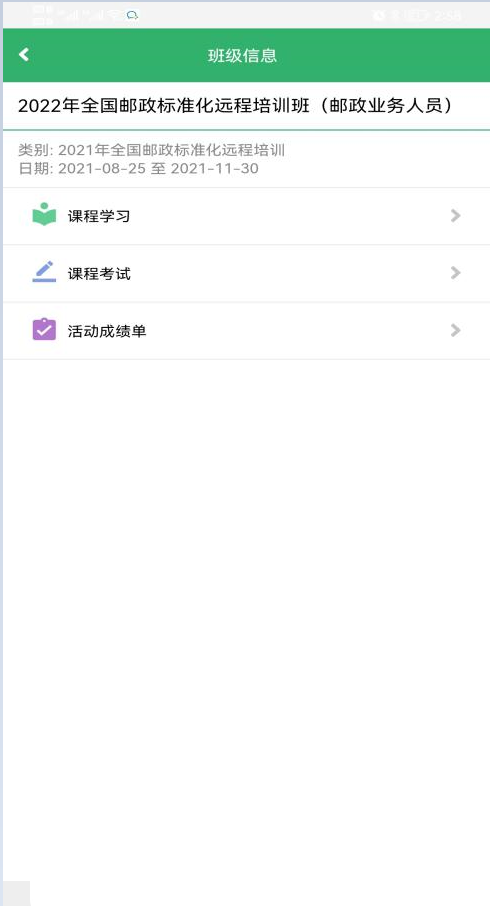 班级信息
2022年全国邮政标准化远程培训班（邮政业务人员）
类别: 2021年全国邮政标准化远程培训
日期: 2021-08-25 至 2021-11-30
课程学习
课程考试
活动成绩单